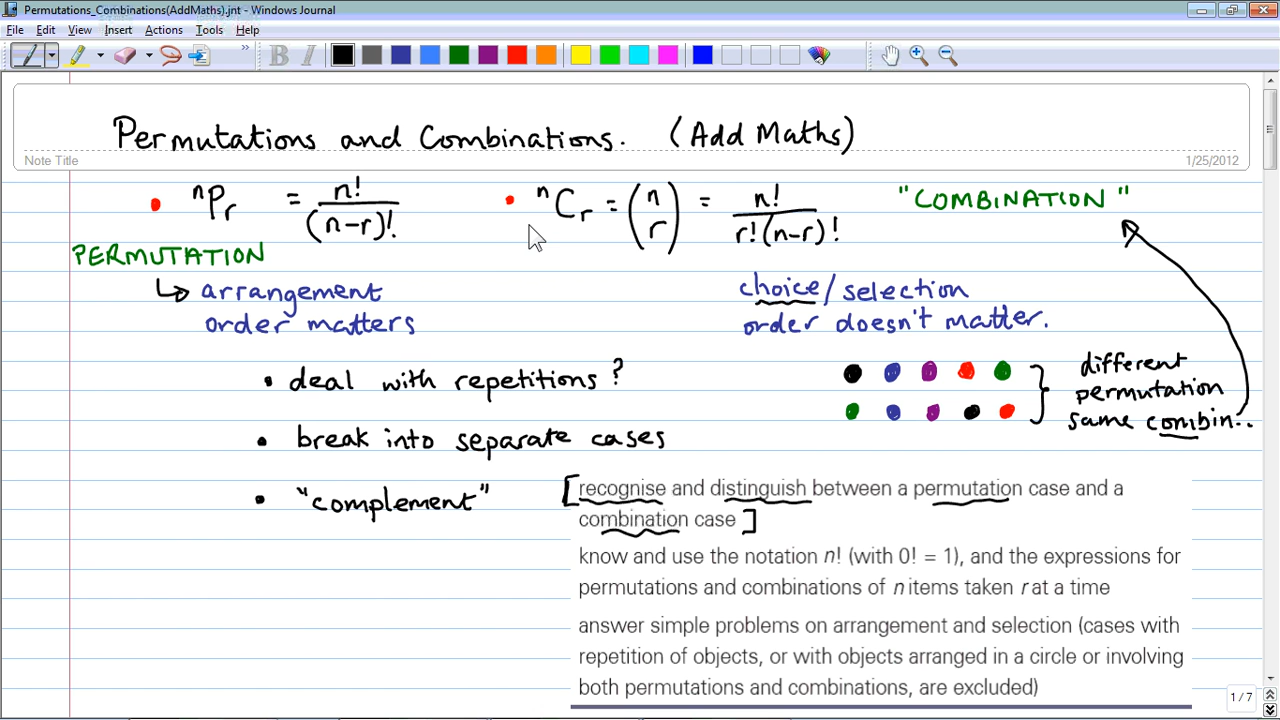 Permutations_Combinations(AddMaths).jnt - Windows Journal
File Edit View Insert Actions Tools Help
Permutations and Combinations. (Add Maths)
Note Title
1/25/2012
nPr = n!/(n-r)!
nCr = (n r) = n!/r!(n-r)!
"COMBINATION"
PERMUTATION
arrangement
order matters
choice/selection
order doesn't matter.
different
permutation
same combin..
• deal with repetitions?
• break into separate cases
• "complement"
[recognise and distinguish between a permutation case and a
combination case]
know and use the notation n! (with 0! = 1), and the expressions for
permutations and combinations of n items taken r at a time
answer simple problems on arrangement and selection (cases with
repetition of objects, or with objects arranged in a circle or involving
both permutations and combinations, are excluded)
1 / 7